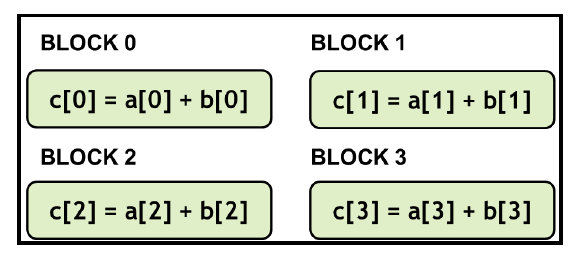 BLOCK 0
BLOCK 1
c[0] = a[0] + b[0]
c[1] = a[1] + b[1]
BLOCK 2
BLOCK 3
c[2] = a[2] + b[2]
c[3] = a[3] + b[3]